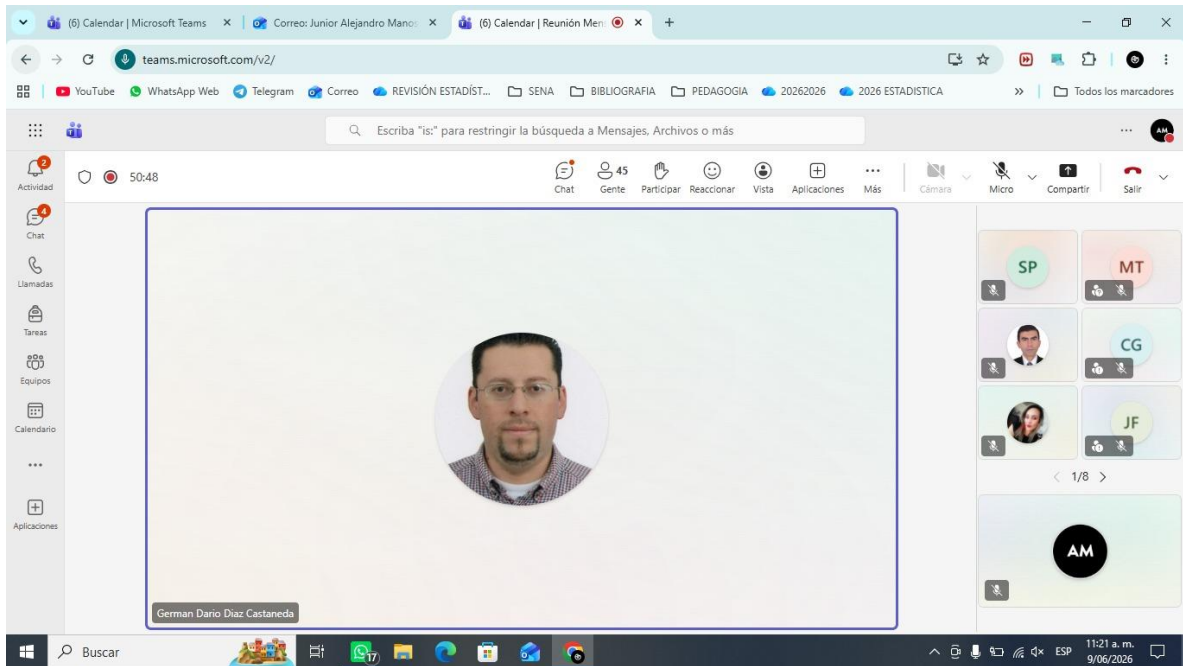 (6) Calendar | Microsoft Teams
Correo: Junior Alejandro Manos
(6) Calendar | Reunión Men
teams.microsoft.com/v2/
YouTube WhatsApp Web Telegram Correo REVISIÓN ESTADÍST... SENA BIBLIOGRAFIA PEDAGOGIA 20262026 2026 ESTADISTICA » Todos los marcadores
Escriba "is:" para restringir la búsqueda a Mensajes, Archivos o más
AM
2
Actividad
50:48
45
Chat Gente Participar Reaccionar Vista Aplicaciones Más Cámara Micro Compartir Salir
4
Chat
Llamadas
Tareas
Equipos
Calendario
Aplicaciones
SP MT
CG
JF
1/8
AM
German Dario Diaz Castaneda
Buscar
17
ESP
11:21 a. m.
9/06/2026